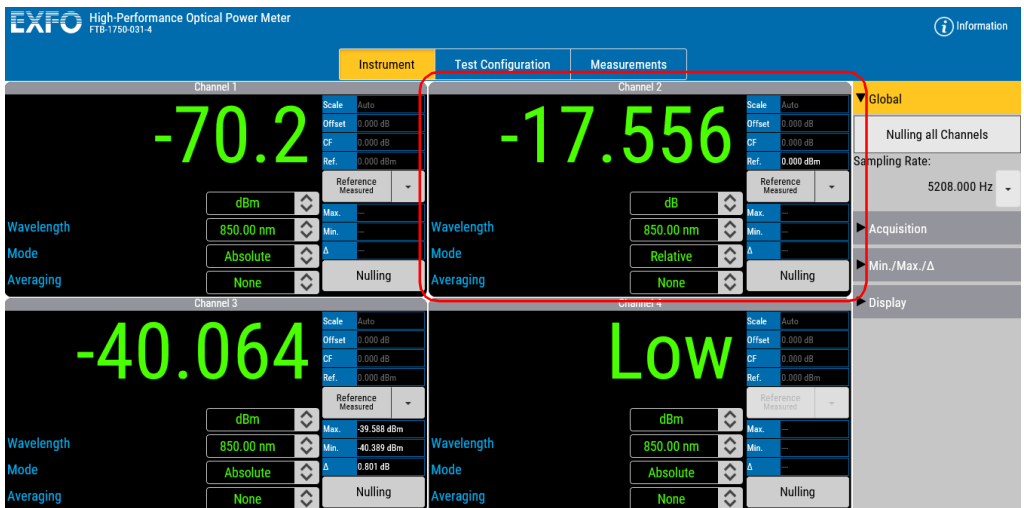 EXFO High-Performance Optical Power Meter
FTB-1750-031-4
Information
Instrument
Test Configuration
Measurements
Channel 1
-70.2
Scale Auto
Offset 0.000 dB
CF 0.000 dB
Ref. 0.000 dBm
Reference
Measured
dBm
Max. --
Wavelength 850.00 nm
Min. --
Mode Absolute
Δ --
Averaging None
Nulling
Channel 2
-17.556
Scale Auto
Offset 0.000 dB
CF 0.000 dB
Ref. 0.000 dBm
Reference
Measured
dB
Max. --
Wavelength 850.00 nm
Min. --
Mode Relative
Δ --
Averaging None
Nulling
Channel 3
-40.064
Scale Auto
Offset 0.000 dB
CF 0.000 dB
Ref. 0.000 dBm
Reference
Measured
dBm
Max. -39.588 dBm
Wavelength 850.00 nm
Min. -40.389 dBm
Mode Absolute
Δ 0.801 dB
Averaging None
Nulling
Channel 4
Low
Scale Auto
Offset 0.000 dB
CF 0.000 dB
Ref. 0.000 dBm
Reference
Measured
dBm
Max. --
Wavelength 850.00 nm
Min. --
Mode Absolute
Δ --
Averaging None
Nulling
Global
Nulling all Channels
Sampling Rate:
5208.000 Hz
Acquisition
Min./Max./Δ
Display